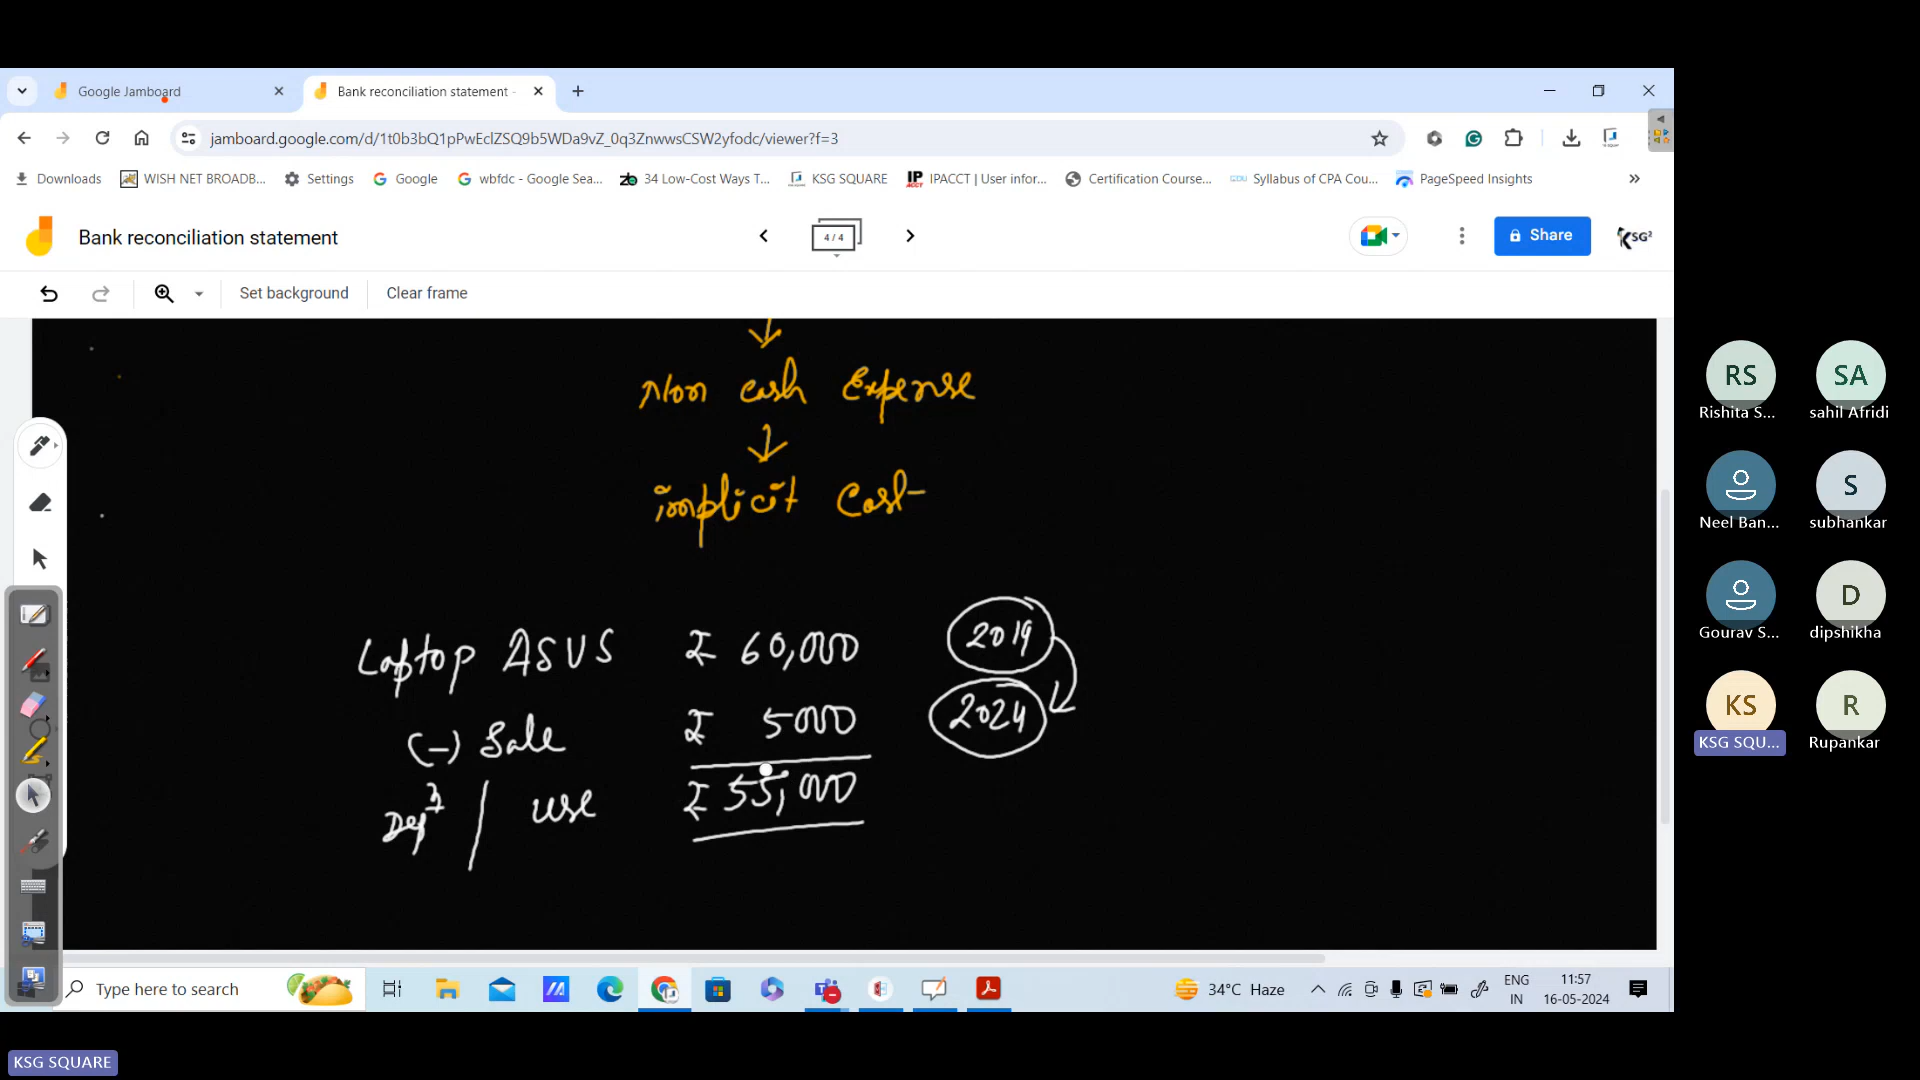 Google Jamboard
Bank reconciliation statement -
jamboard.google.com/d/1t0b3bQ1pPwEclZSQ9b5WDa9vZ_0q3ZnwwsCSW2yfodc/viewer?f=3
Downloads WISH NET BROADB... Settings Google wbfdc - Google Sea... 34 Low-Cost Ways T... KSG SQUARE IPACCT | User infor... Certification Course... Syllabus of CPA Cou... PageSpeed Insights
Bank reconciliation statement
4 / 4
Share
KSG²
Set background Clear frame
Non cash Expense
implicit Cost
Laptop ASUS ₹ 60,000 2019
(-) Sale ₹ 5000 2024
Depⁿ / use ₹ 55,000
RS
Rishita S...
SA
sahil Afridi
Neel Ban...
S
subhankar
Gourav S...
D
dipshikha
KS
KSG SQU...
R
Rupankar
Type here to search
34°C Haze
ENG
IN
11:57
16-05-2024
KSG SQUARE